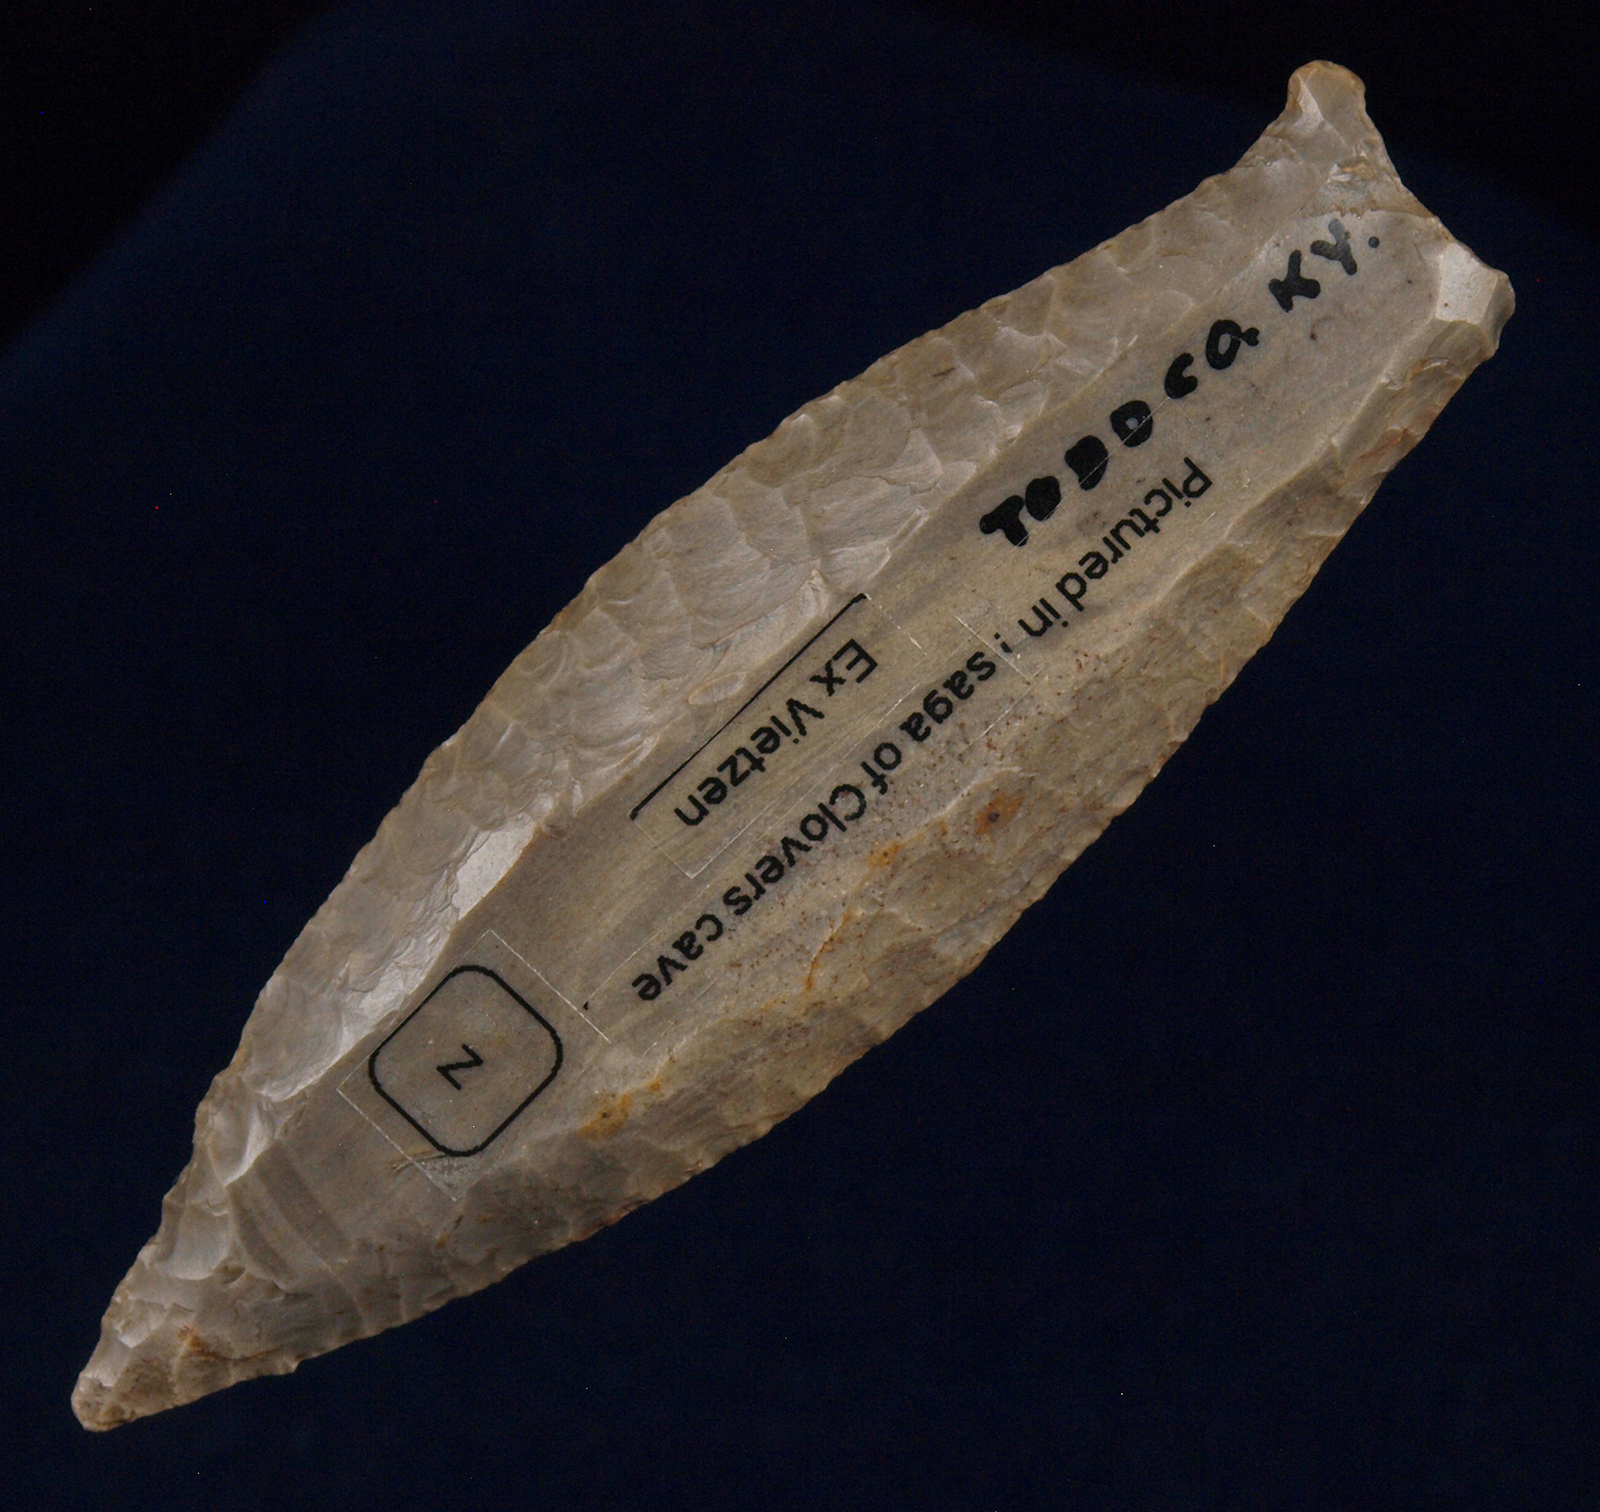 TODD CO. KY.
Pictured in ! saga of Clovers cave
Ex Vietzen
N